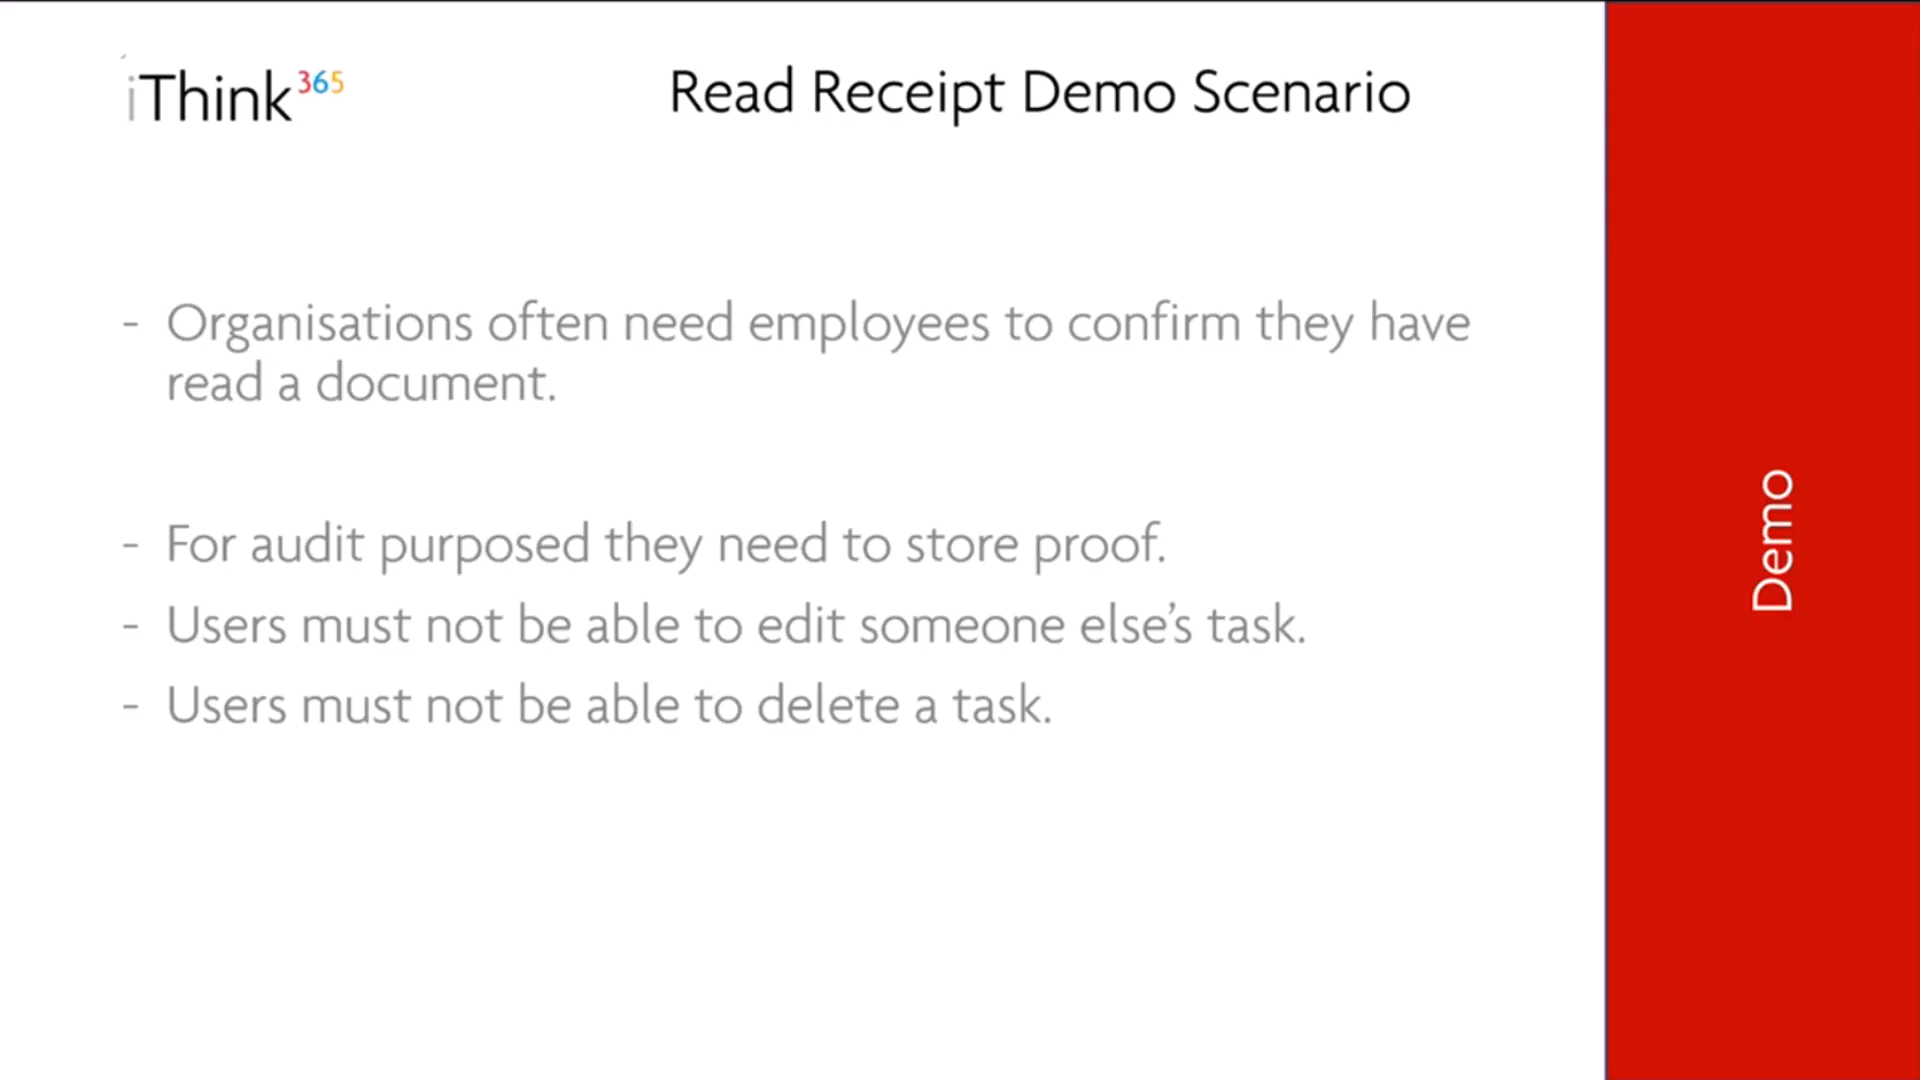 iThink365
Read Receipt Demo Scenario
- Organisations often need employees to confirm they have
read a document.
- For audit purposed they need to store proof.
- Users must not be able to edit someone else’s task.
- Users must not be able to delete a task.
Demo